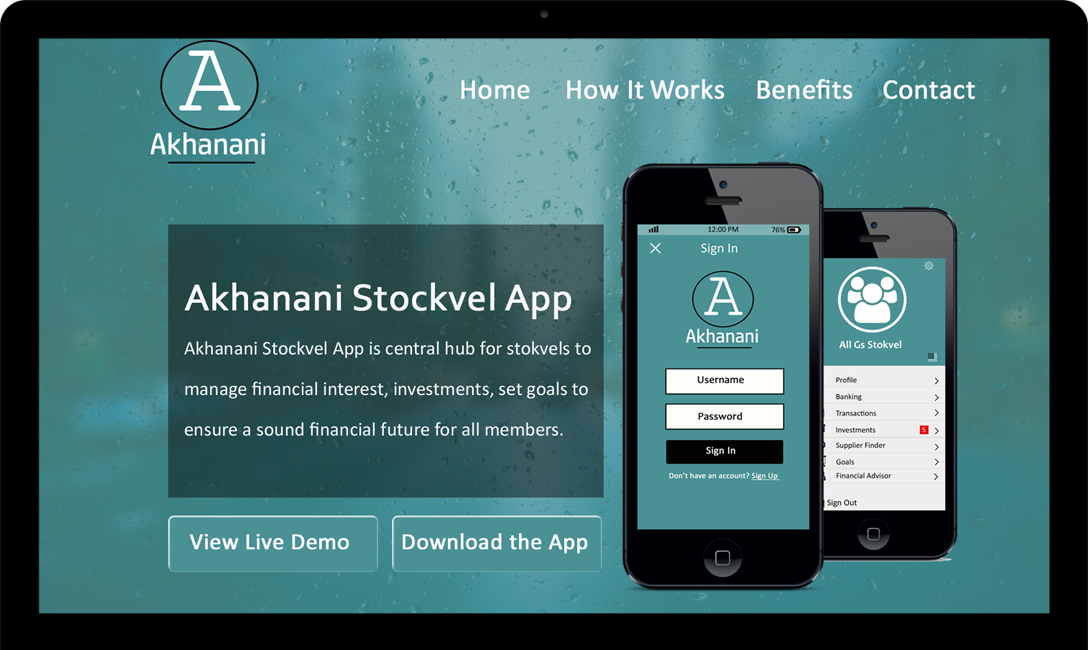 A
Akhanani
Home
How It Works
Benefits
Contact
Akhanani Stockvel App
Akhanani Stockvel App is central hub for stokvels to
manage financial interest, investments, set goals to
ensure a sound financial future for all members.
View Live Demo
Download the App
12:00 PM
76%
Sign In
A
Akhanani
Username
Password
Sign In
Don't have an account? Sign Up
All Gs Stokvel
Profile
Banking
Transactions
Investments
5
Supplier Finder
Goals
Financial Advisor
Sign Out